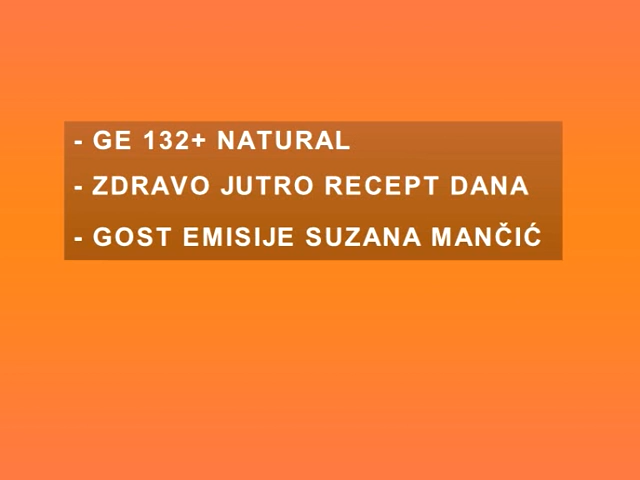 - GE 132+ NATURAL
- ZDRAVO JUTRO RECEPT DANA
- GOST EMISIJE SUZANA MANČIĆ